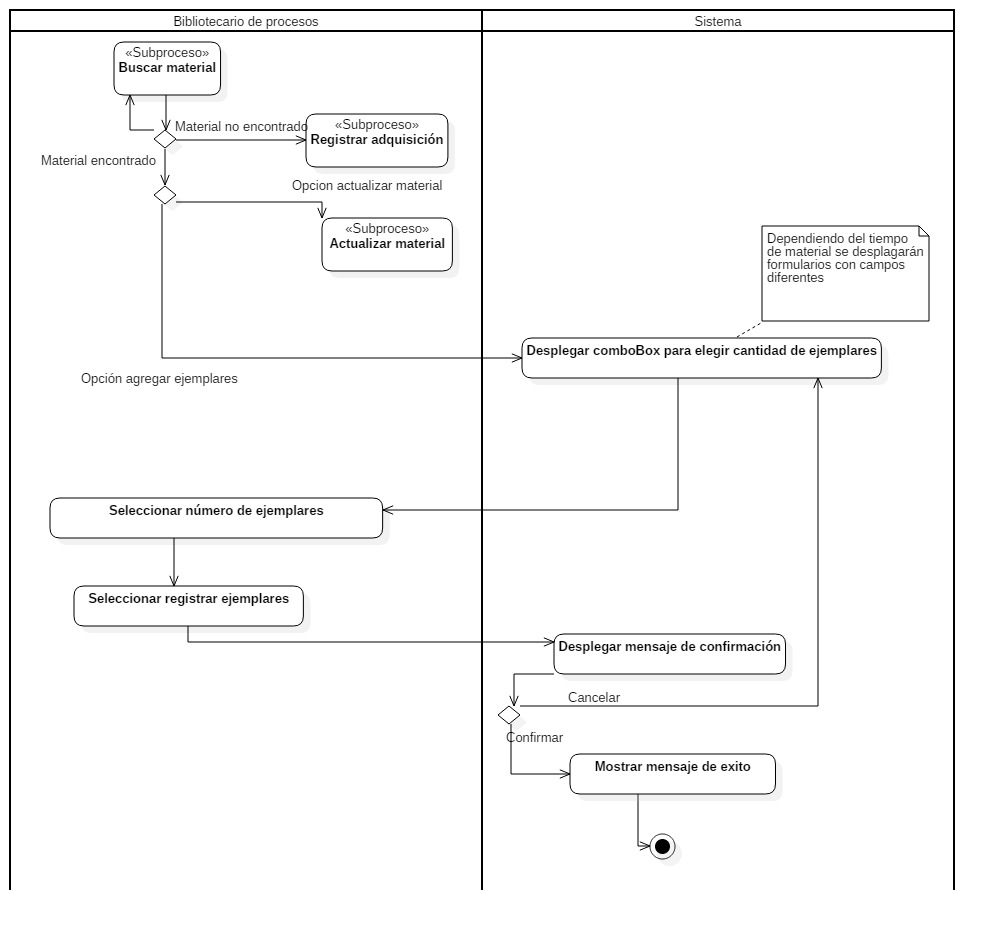 Bibliotecario de procesos
Sistema
«Subproceso»
Buscar material
Material no encontrado
«Subproceso»
Registrar adquisición
Material encontrado
Opcion actualizar material
«Subproceso»
Actualizar material
Dependiendo del tiempo
de material se desplagarán
formularios con campos
diferentes
Desplegar comboBox para elegir cantidad de ejemplares
Opción agregar ejemplares
Seleccionar número de ejemplares
Seleccionar registrar ejemplares
Desplegar mensaje de confirmación
Cancelar
Confirmar
Mostrar mensaje de exito